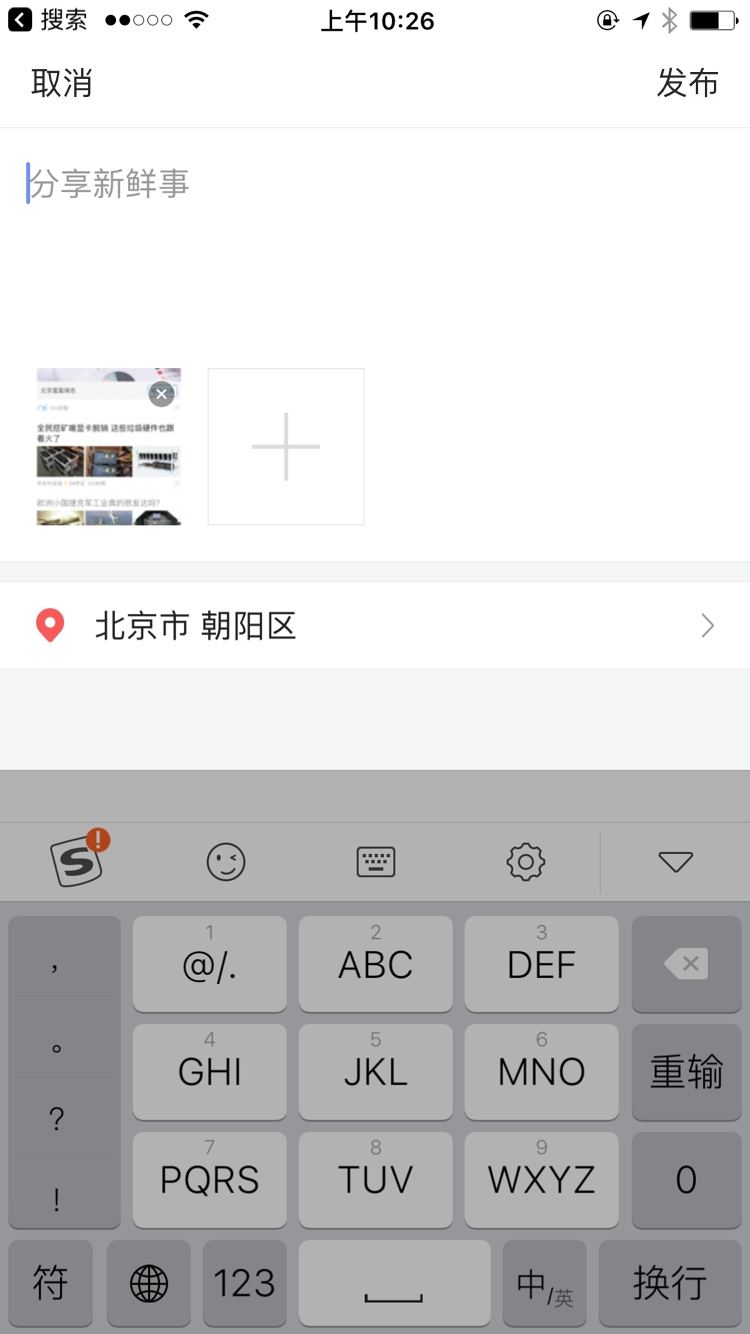 搜索 上午10:26
取消 发布
分享新鲜事
全民挖矿嗨显卡脱销 这些垃圾硬件也跟
着火了
欧洲小国捷克军工业真的很发达吗?
北京市 朝阳区
S !
, 1 @/. 2 ABC 3 DEF
。 4 GHI 5 JKL 6 MNO 重输
? 7 PQRS 8 TUV 9 WXYZ 0
!
符 123 中/英 换行